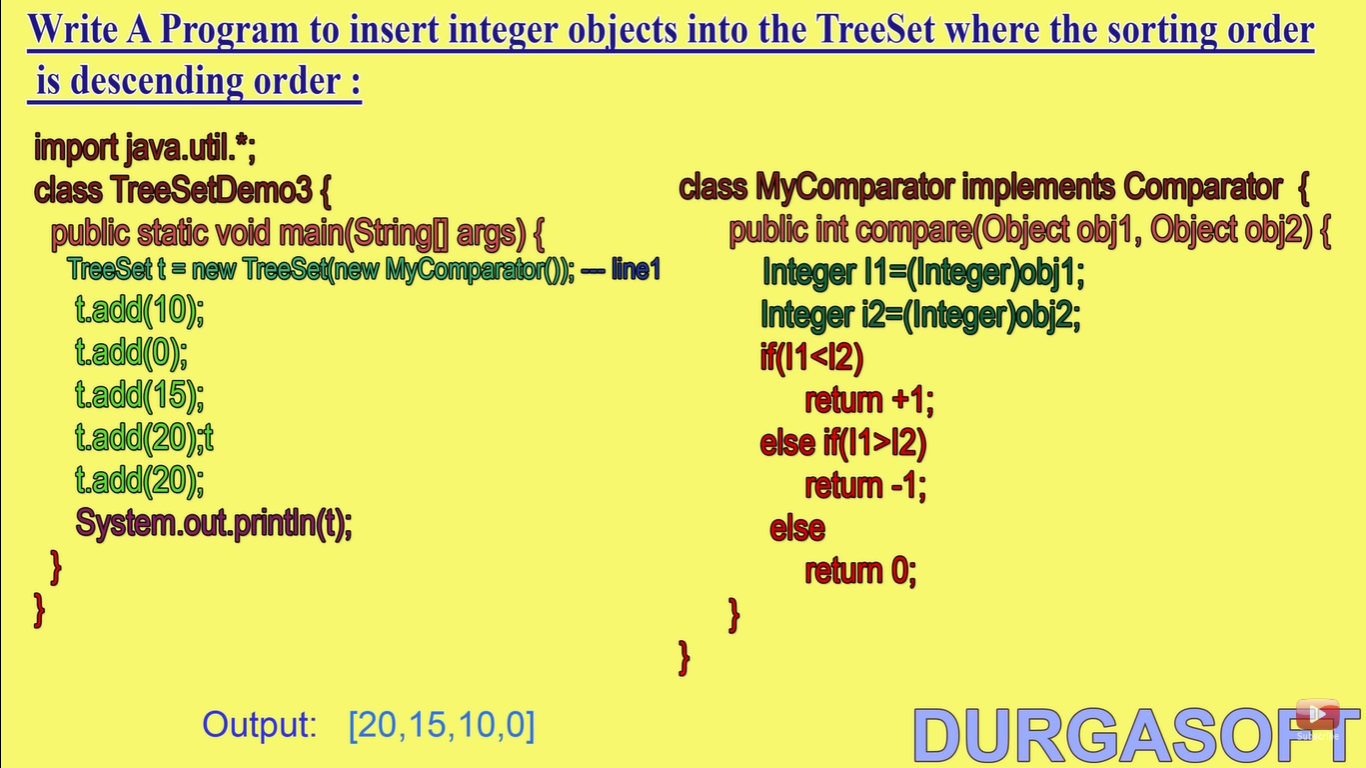 Write A Program to insert integer objects into the TreeSet where the sorting order
is descending order :
import java.util.*;
class TreeSetDemo3 {
public static void main(String[] args) {
TreeSet t = new TreeSet(new MyComparator()); --- line1
t.add(10);
t.add(0);
t.add(15);
t.add(20);t
t.add(20);
System.out.println(t);
}
}
class MyComparator implements Comparator {
public int compare(Object obj1, Object obj2) {
Integer I1=(Integer)obj1;
Integer i2=(Integer)obj2;
if(I1<I2)
return +1;
else if(I1>I2)
return -1;
else
return 0;
}
}
Output: [20,15,10,0]
DURGASOFT
Subscribe